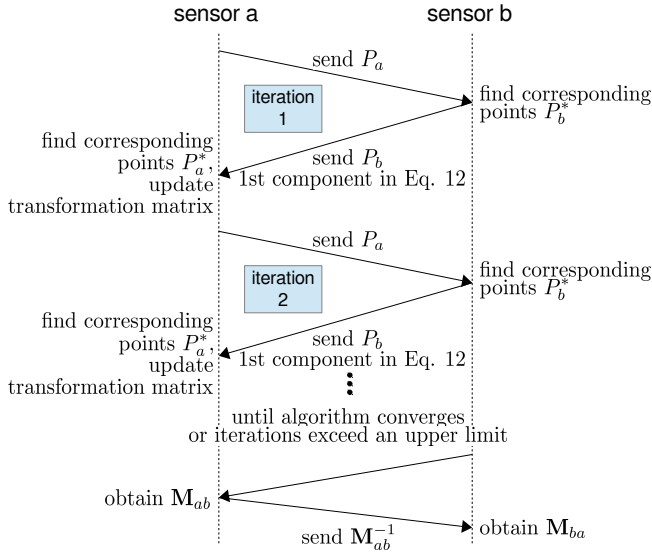 sensor a
sensor b
send P_a
iteration
1
find corresponding
points P_b^*
find corresponding
points P_a^*,
update
transformation matrix
send P_b
1st component in Eq. 12
send P_a
iteration
2
find corresponding
points P_b^*
find corresponding
points P_a^*,
update
transformation matrix
send P_b
1st component in Eq. 12
until algorithm converges
or iterations exceed an upper limit
obtain M_ab
send M_ab^{-1}
obtain M_ba